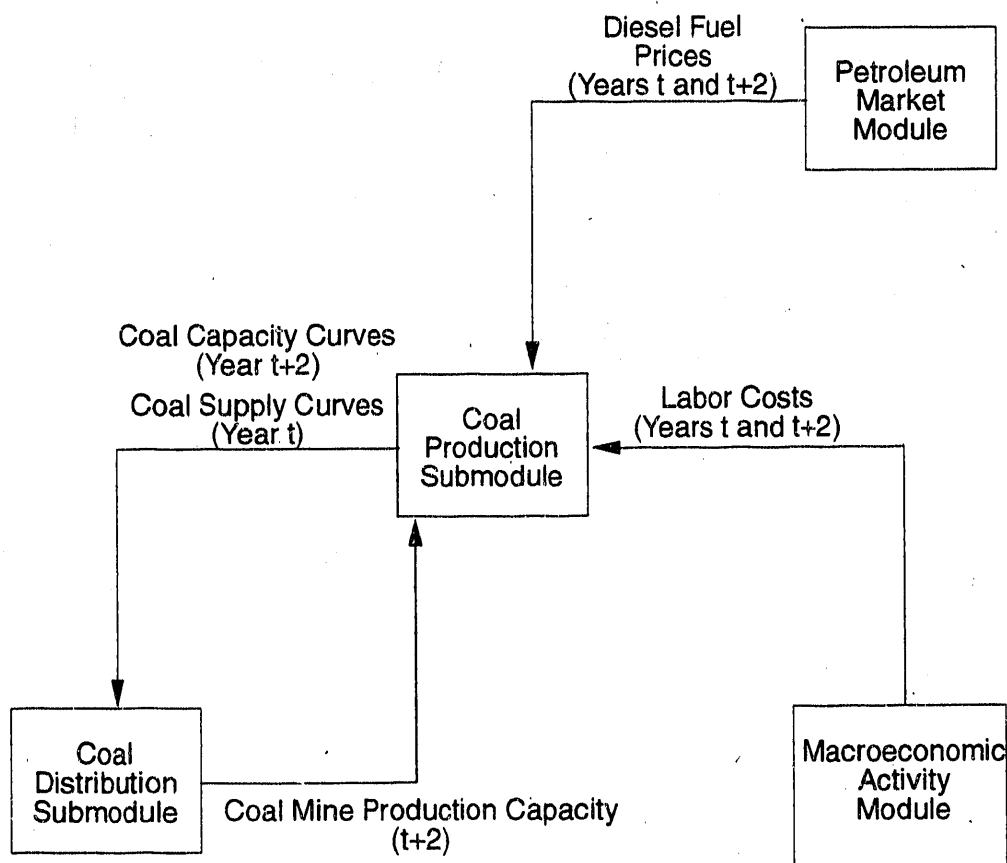 Diesel Fuel
Prices
(Years t and t+2)
Petroleum
Market
Module
Coal Capacity Curves
(Year t+2)
Coal Supply Curves
(Year t)
Coal
Production
Submodule
Labor Costs
(Years t and t+2)
Coal
Distribution
Submodule
Coal Mine Production Capacity
(t+2)
Macroeconomic
Activity
Module